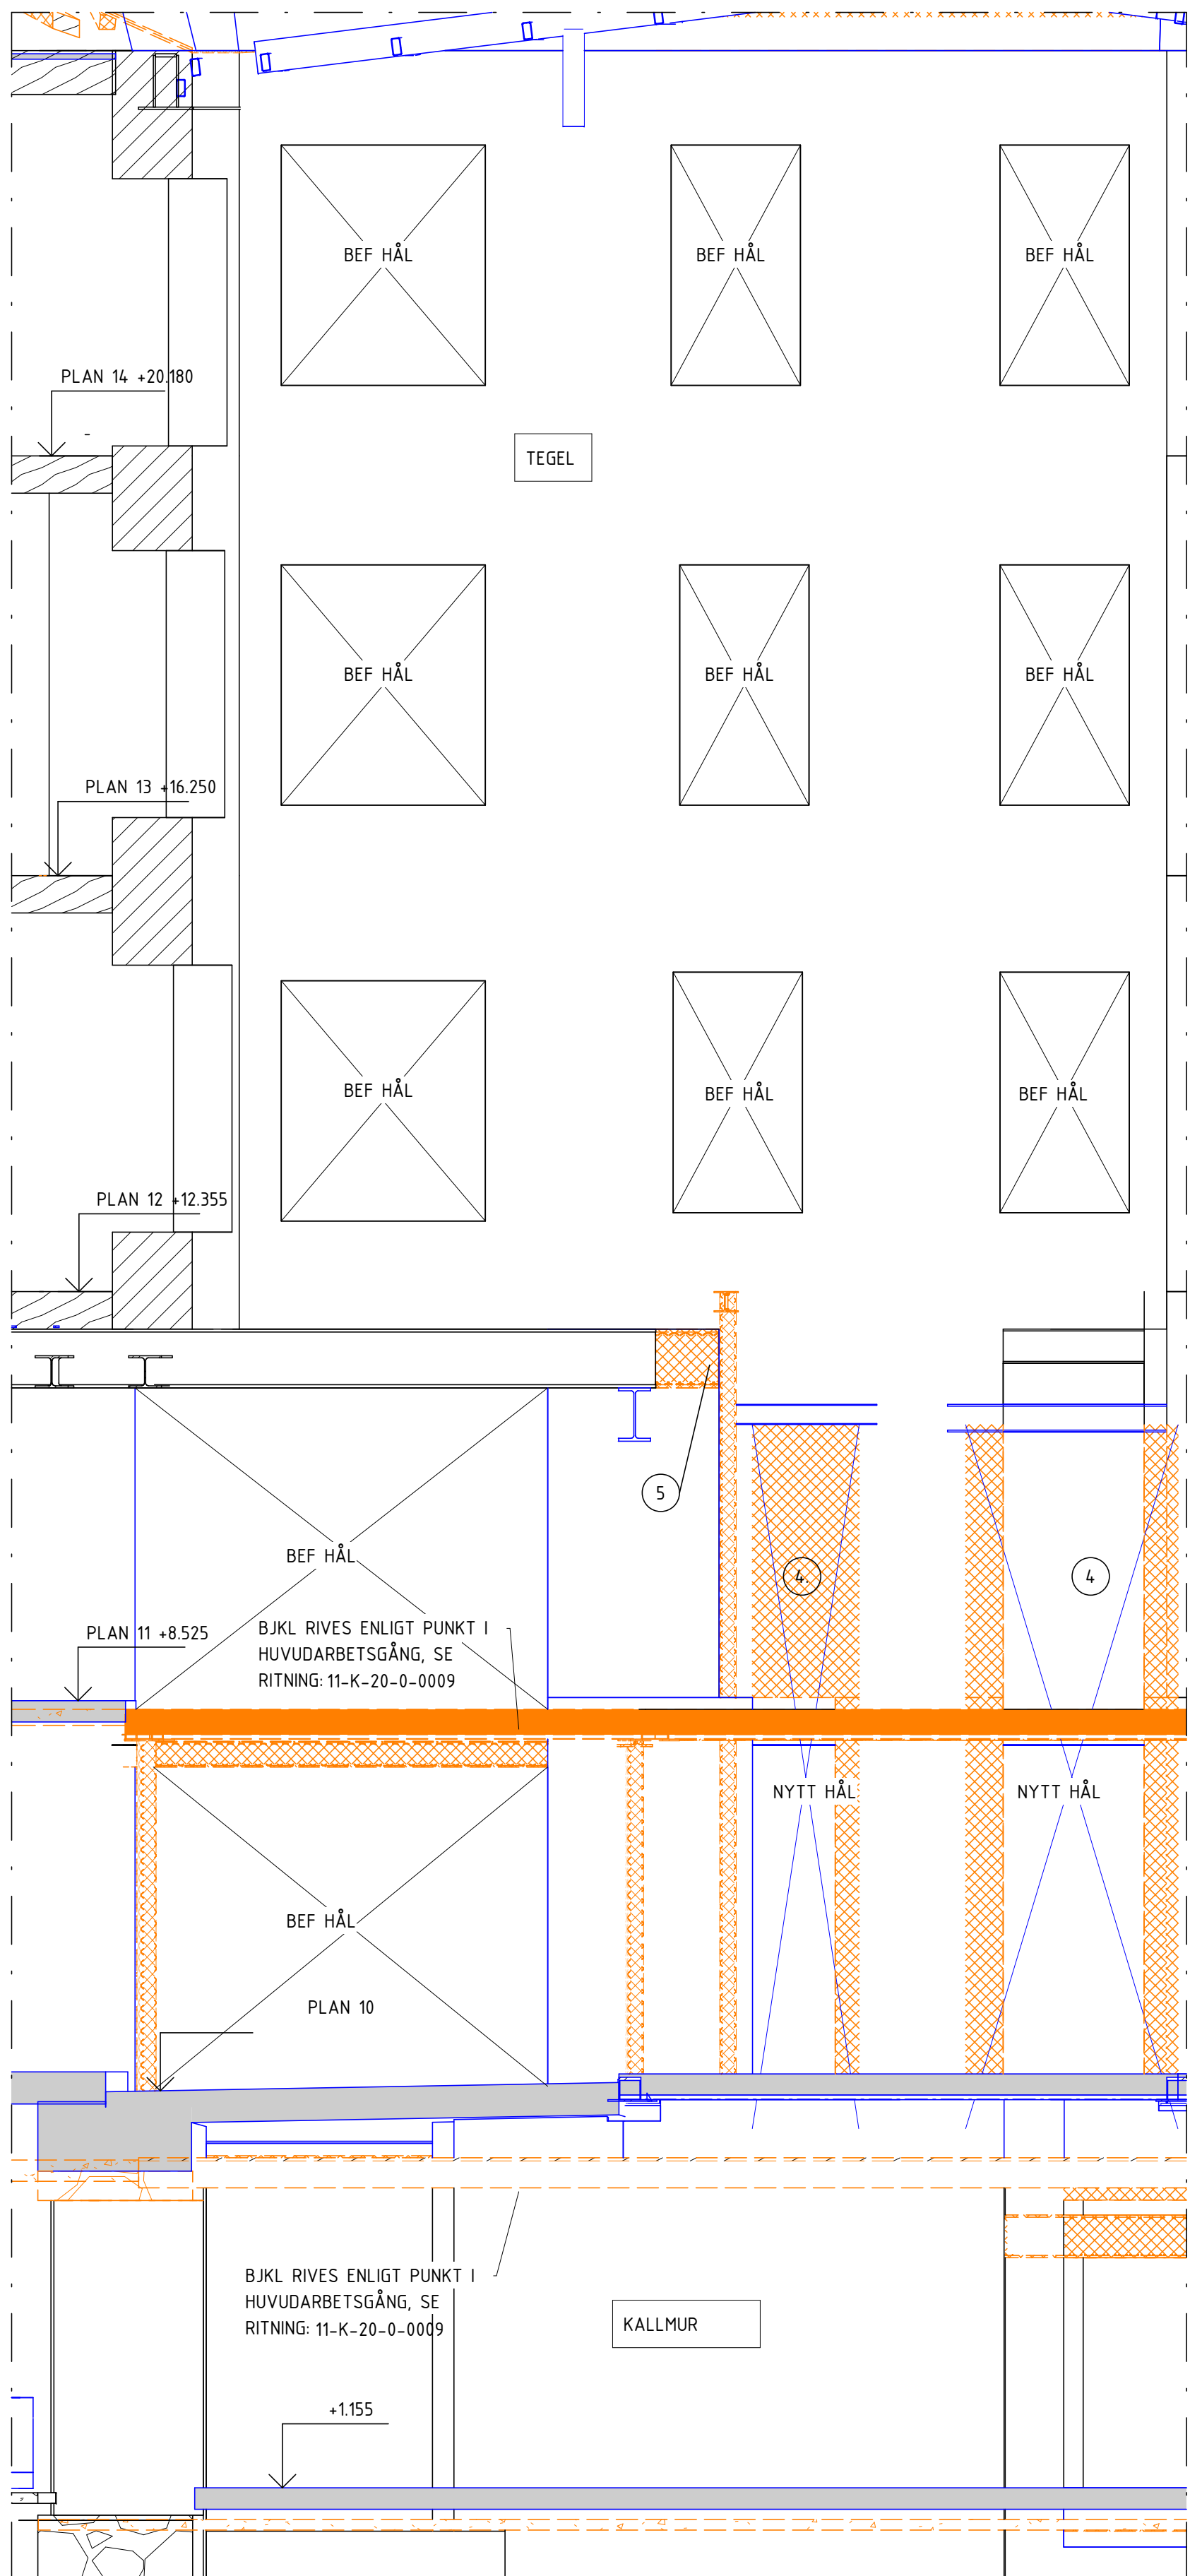 BEF HÅL
BEF HÅL
BEF HÅL
PLAN 14 +20.180
TEGEL
BEF HÅL
BEF HÅL
BEF HÅL
PLAN 13 +16.250
BEF HÅL
BEF HÅL
BEF HÅL
PLAN 12 +12.355
5
BEF HÅL
4.
4
BJKL RIVES ENLIGT PUNKT I
HUVUDARBETSGÅNG, SE
RITNING: 11-K-20-0-0009
PLAN 11 +8.525
NYTT HÅL
NYTT HÅL
BEF HÅL
PLAN 10
BJKL RIVES ENLIGT PUNKT I
HUVUDARBETSGÅNG, SE
RITNING: 11-K-20-0-0009
KALLMUR
+1.155